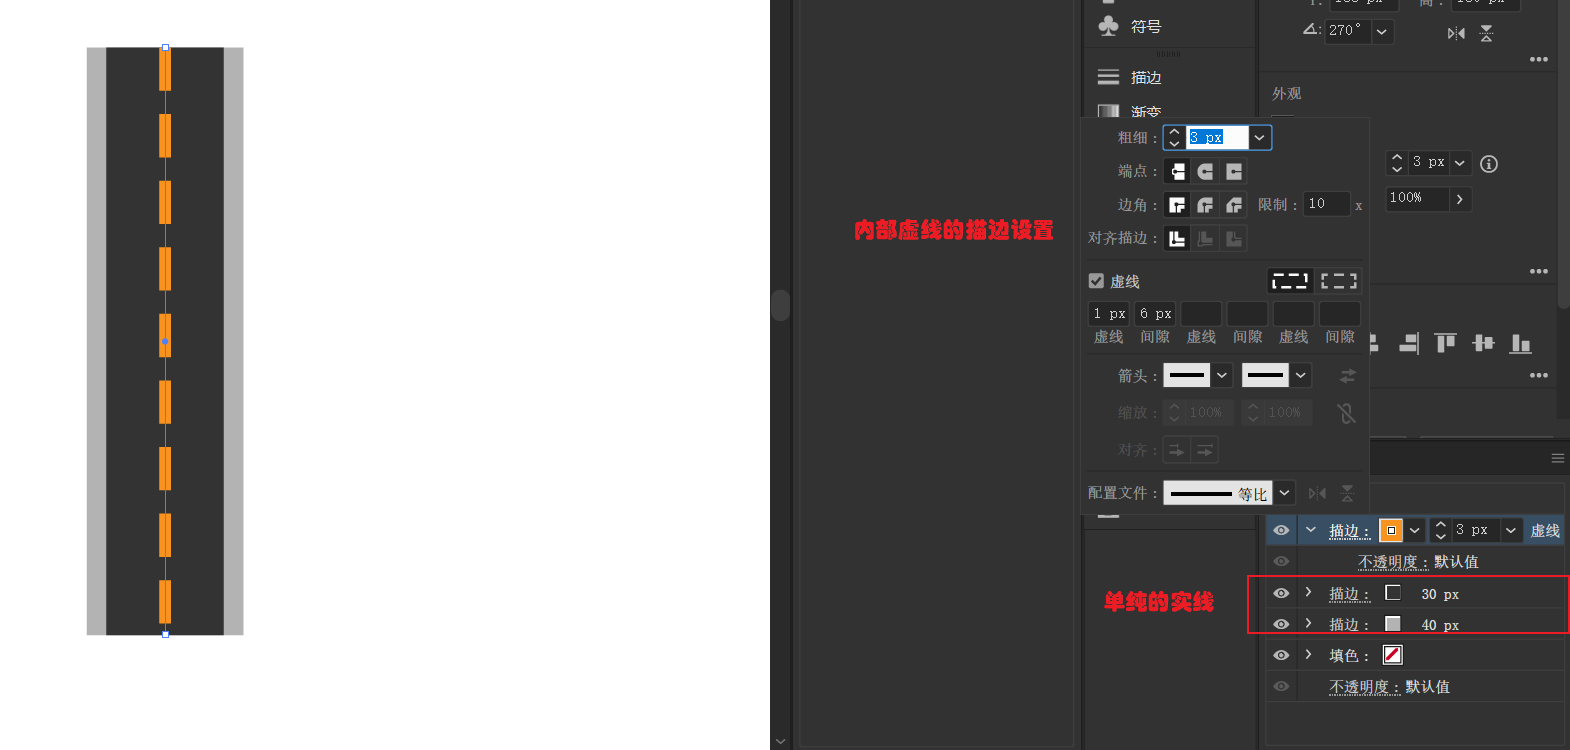 符号
270°
描边
外观
渐变
粗细：
3 px
3 px
端点：
100%
边角：
限制：
10
x
内部虚线的描边设置
对齐描边：
虚线
1 px
6 px
虚线
间隙
虚线
间隙
虚线
间隙
箭头：
缩放：
100%
100%
对齐：
配置文件：
等比
描边：
3 px
虚线
不透明度：默认值
单纯的实线
描边：
30 px
描边：
40 px
填色：
不透明度：默认值